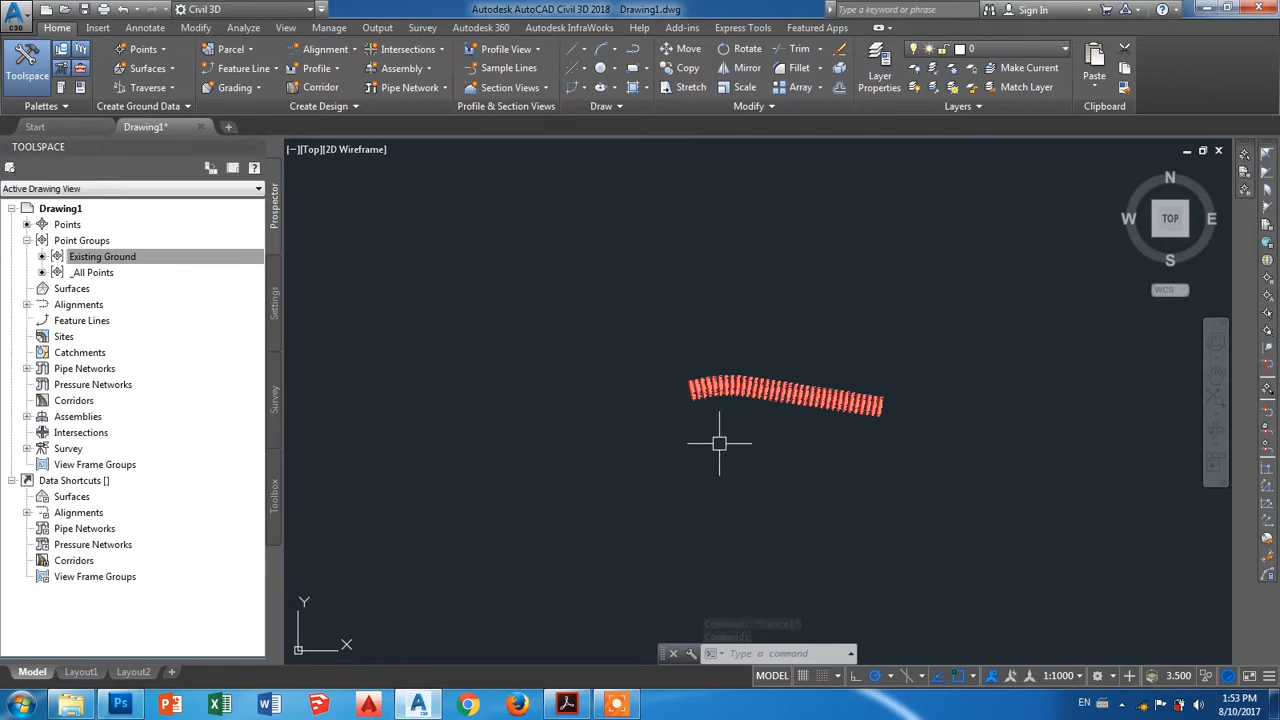 Civil 3D
Autodesk AutoCAD Civil 3D 2018 Drawing1.dwg
Type a keyword or phrase
Sign In
C3D
Home Insert Annotate Modify Analyze View Manage Output Survey Autodesk 360 Autodesk InfraWorks Help Add-ins Express Tools Featured Apps
Toolspace
Points
Surfaces
Traverse
Parcel
Feature Line
Grading
Alignment
Profile
Corridor
Intersections
Assembly
Pipe Network
Profile View
Sample Lines
Section Views
Move
Copy
Stretch
Rotate
Mirror
Scale
Trim
Fillet
Array
Layer
Properties
0
Make Current
Match Layer
Paste
Palettes
Create Ground Data
Create Design
Profile & Section Views
Draw
Modify
Layers
Clipboard
Start
Drawing1*
TOOLSPACE
Active Drawing View
Drawing1
Points
Point Groups
Existing Ground
_All Points
Surfaces
Alignments
Feature Lines
Sites
Catchments
Pipe Networks
Pressure Networks
Corridors
Assemblies
Intersections
Survey
View Frame Groups
Data Shortcuts []
Surfaces
Alignments
Pipe Networks
Pressure Networks
Corridors
View Frame Groups
Prospector
Settings
Survey
Toolbox
[−][Top][2D Wireframe]
N
W
TOP
E
S
WCS
Y
X
Command: *Cancel*
Command:
Type a command
Model Layout1 Layout2
MODEL
1:1000
3.500
EN
1:53 PM
8/10/2017